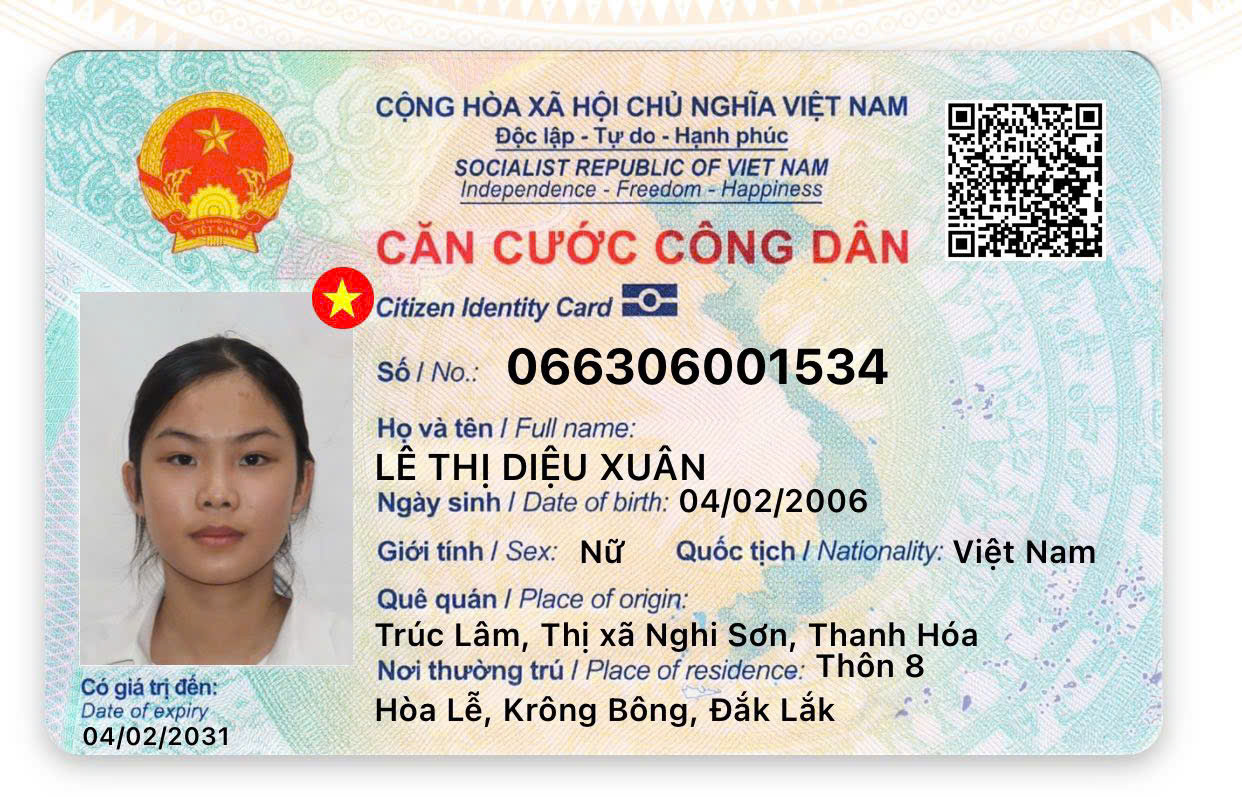 CỘNG HÒA XÃ HỘI CHỦ NGHĨA VIỆT NAM
Độc lập - Tự do - Hạnh phúc
SOCIALIST REPUBLIC OF VIET NAM
Independence - Freedom - Happiness
VIỆT NAM
CĂN CƯỚC CÔNG DÂN
Citizen Identity Card
Số / No.: 066306001534
Họ và tên / Full name:
LÊ THỊ DIỆU XUÂN
Ngày sinh / Date of birth: 04/02/2006
Giới tính / Sex: Nữ Quốc tịch / Nationality: Việt Nam
Quê quán / Place of origin:
Trúc Lâm, Thị xã Nghi Sơn, Thanh Hóa
Nơi thường trú / Place of residence: Thôn 8
Hòa Lễ, Krông Bông, Đắk Lắk
Có giá trị đến:
Date of expiry
04/02/2031